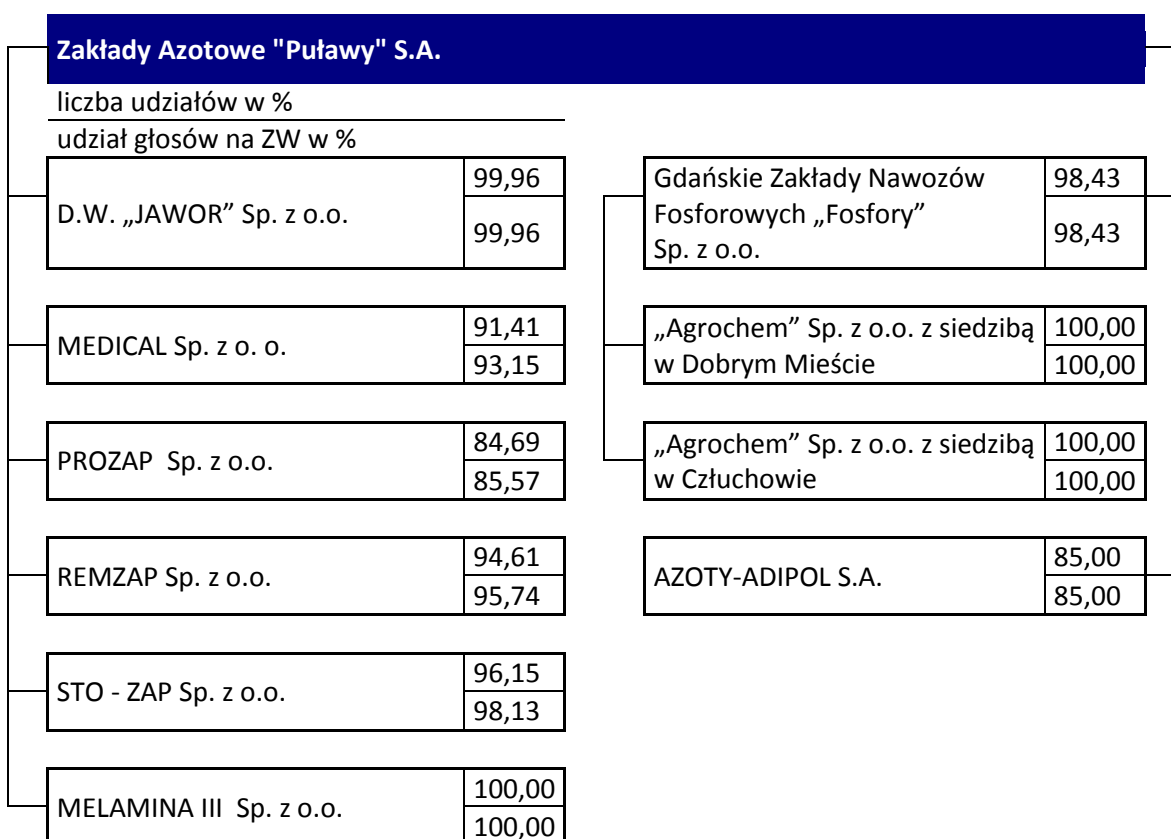 Zakłady Azotowe "Puławy" S.A.
liczba udziałów w %
udział głosów na ZW w %
D.W. „JAWOR” Sp. z o.o.
99,96
99,96
MEDICAL Sp. z o. o.
91,41
93,15
PROZAP Sp. z o.o.
84,69
85,57
REMZAP Sp. z o.o.
94,61
95,74
STO - ZAP Sp. z o.o.
96,15
98,13
MELAMINA III Sp. z o.o.
100,00
100,00
Gdańskie Zakłady Nawozów
Fosforowych „Fosfory”
Sp. z o.o.
98,43
98,43
„Agrochem” Sp. z o.o. z siedzibą
w Dobrym Mieście
100,00
100,00
„Agrochem” Sp. z o.o. z siedzibą
w Człuchowie
100,00
100,00
AZOTY-ADIPOL S.A.
85,00
85,00